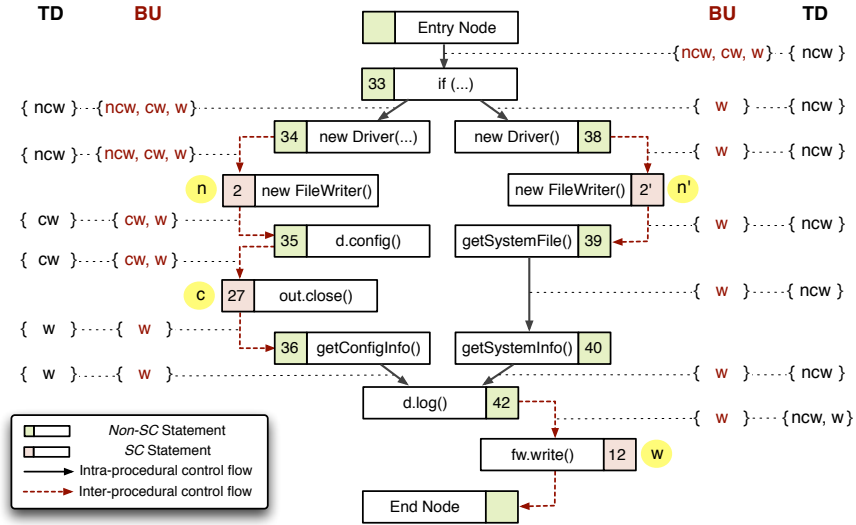 TD BU BU TD
Entry Node
{ncw, cw, w} { ncw }
33 if (...)
{ ncw } {ncw, cw, w} { w } { ncw }
34 new Driver(...) new Driver() 38
{ ncw } {ncw, cw, w} { w } { ncw }
n 2 new FileWriter() new FileWriter() 2' n'
{ cw } { cw, w } { w } { ncw }
35 d.config() getSystemFile() 39
{ cw } { cw, w }
c 27 out.close() { w } { ncw }
{ w } { w }
36 getConfigInfo() getSystemInfo() 40
{ w } { w } { w } { ncw }
d.log() 42
{ w } { ncw, w }
Non-SC Statement
SC Statement
fw.write() 12 w
Intra-procedural control flow
Inter-procedural control flow
End Node